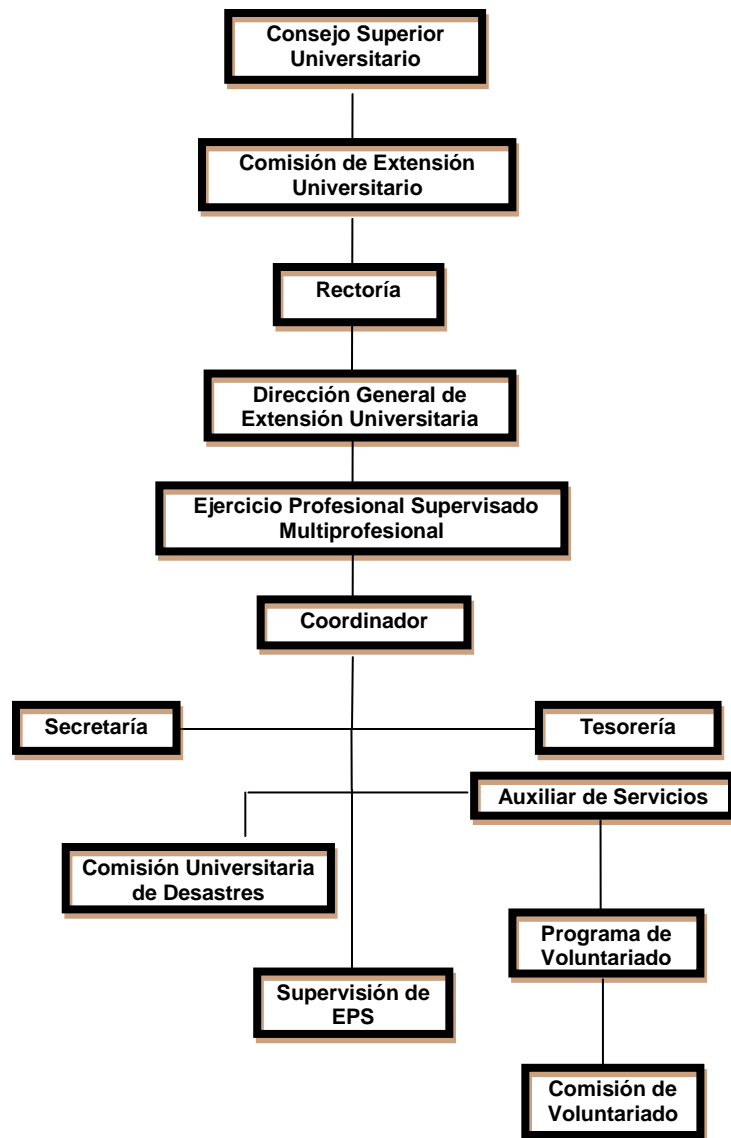 Consejo Superior
Universitario
Comisión de Extensión
Universitario
Rectoría
Dirección General de
Extensión Universitaria
Ejercicio Profesional Supervisado
Multiprofesional
Coordinador
Secretaría
Tesorería
Auxiliar de Servicios
Comisión Universitaria
de Desastres
Programa de
Voluntariado
Supervisión de
EPS
Comisión de
Voluntariado